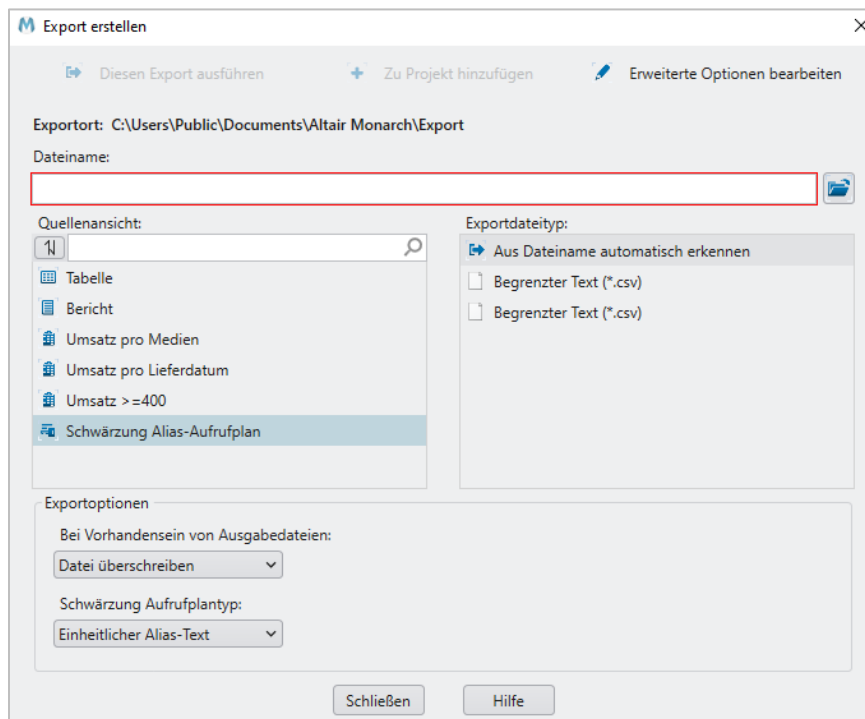 Export erstellen
Diesen Export ausführen
Zu Projekt hinzufügen
Erweiterte Optionen bearbeiten
Exportort: C:\Users\Public\Documents\Altair Monarch\Export
Dateiname:
Quellenansicht:
Tabelle
Bericht
Umsatz pro Medien
Umsatz pro Lieferdatum
Umsatz >=400
Schwärzung Alias-Aufrufplan
Exportdateityp:
Aus Dateiname automatisch erkennen
Begrenzter Text (*.csv)
Begrenzter Text (*.csv)
Exportoptionen
Bei Vorhandensein von Ausgabedateien:
Datei überschreiben
Schwärzung Aufrufplantyp:
Einheitlicher Alias-Text
Schließen
Hilfe